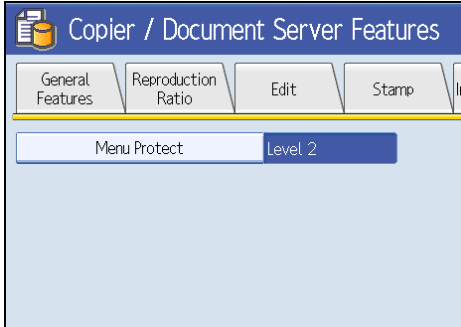 Copier / Document Server Features
General
Features
Reproduction
Ratio
Edit
Stamp
Menu Protect
Level 2